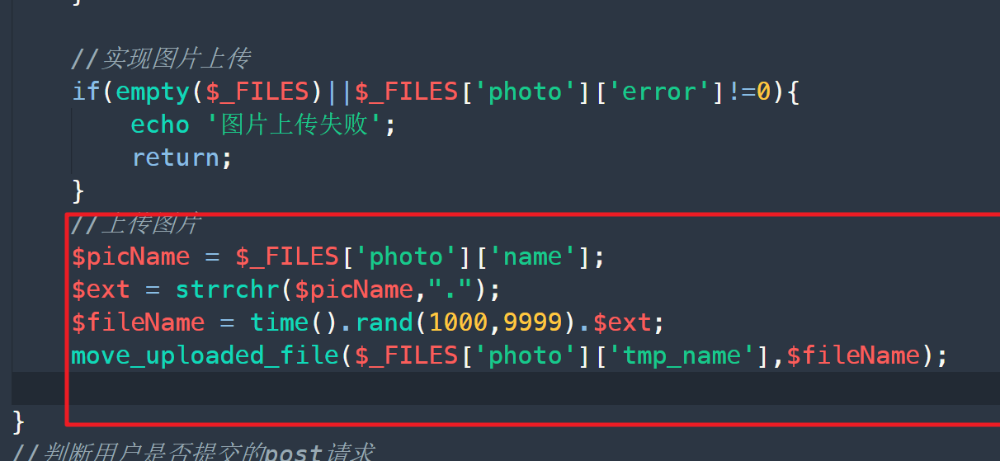 }
//实现图片上传
if(empty($_FILES)||$_FILES['photo']['error']!=0){
echo '图片上传失败';
return;
}
//上传图片
$picName = $_FILES['photo']['name'];
$ext = strrchr($picName,".");
$fileName = time().rand(1000,9999).$ext;
move_uploaded_file($_FILES['photo']['tmp_name'],$fileName);
}
//判断用户是否提交的post请求